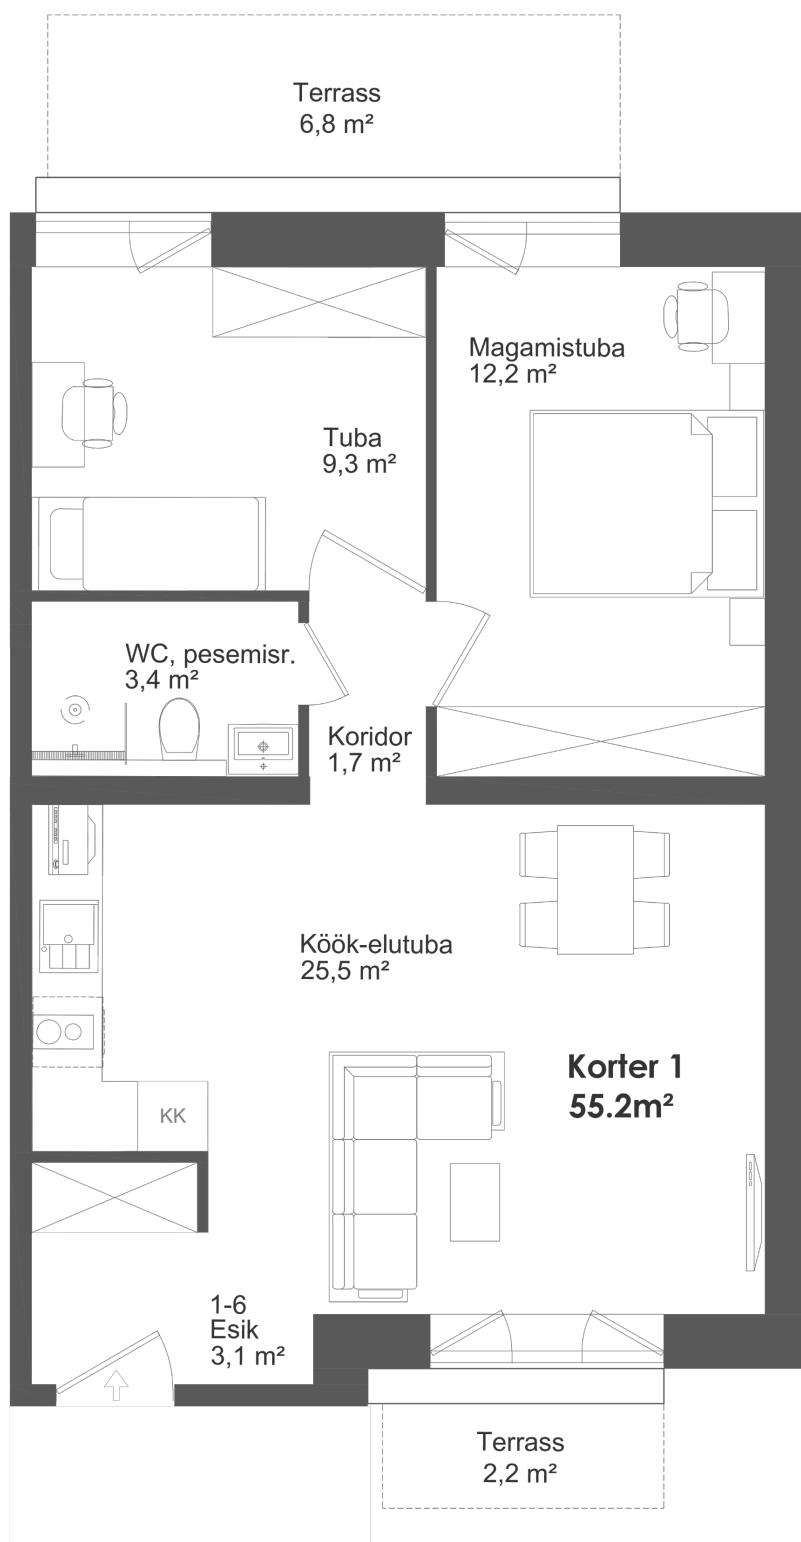 Terrass
6,8 m²
Magamistuba
12,2 m²
Tuba
9,3 m²
WC, pesemisr.
3,4 m²
Koridor
1,7 m²
Köök-elutuba
25,5 m²
Korter 1
55.2m²
KK
1-6
Esik
3,1 m²
Terrass
2,2 m²